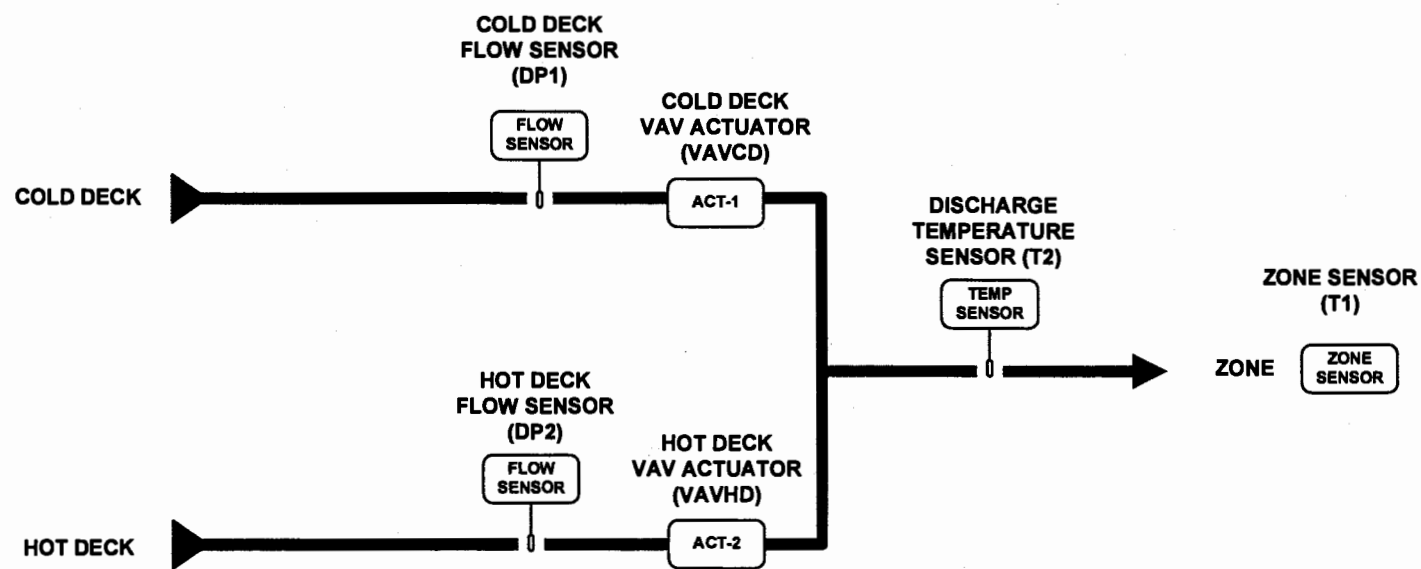 COLD DECK
FLOW SENSOR
(DP1)
FLOW
SENSOR
COLD DECK
VAV ACTUATOR
(VAVCD)
COLD DECK
ACT-1
DISCHARGE
TEMPERATURE
SENSOR (T2)
TEMP
SENSOR
ZONE SENSOR
(T1)
ZONE
ZONE
SENSOR
HOT DECK
FLOW SENSOR
(DP2)
FLOW
SENSOR
HOT DECK
VAV ACTUATOR
(VAVHD)
HOT DECK
ACT-2